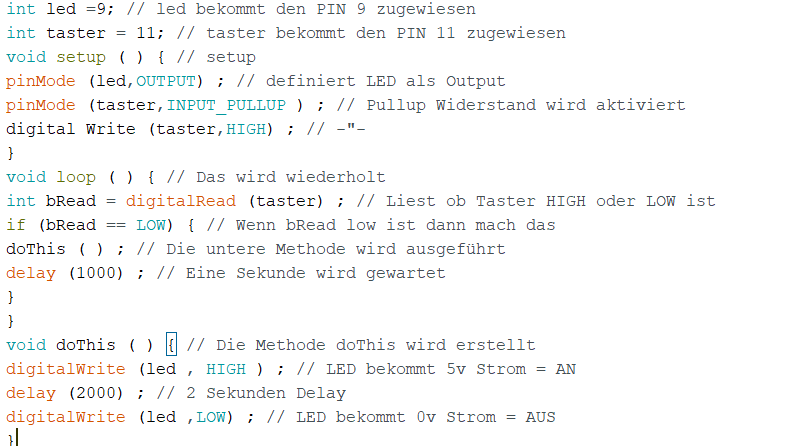 int led =9; // led bekommt den PIN 9 zugewiesen
int taster = 11; // taster bekommt den PIN 11 zugewiesen
void setup ( ) { // setup
pinMode (led,OUTPUT) ; // definiert LED als Output
pinMode (taster,INPUT_PULLUP ) ; // Pullup Widerstand wird aktiviert
digital Write (taster,HIGH) ; // -"-
}
void loop ( ) { // Das wird wiederholt
int bRead = digitalRead (taster) ; // Liest ob Taster HIGH oder LOW ist
if (bRead == LOW) { // Wenn bRead low ist dann mach das
doThis ( ) ; // Die untere Methode wird ausgeführt
delay (1000) ; // Eine Sekunde wird gewartet
}
}
void doThis ( ) { // Die Methode doThis wird erstellt
digitalWrite (led , HIGH ) ; // LED bekommt 5v Strom = AN
delay (2000) ; // 2 Sekunden Delay
digitalWrite (led ,LOW) ; // LED bekommt 0v Strom = AUS
}